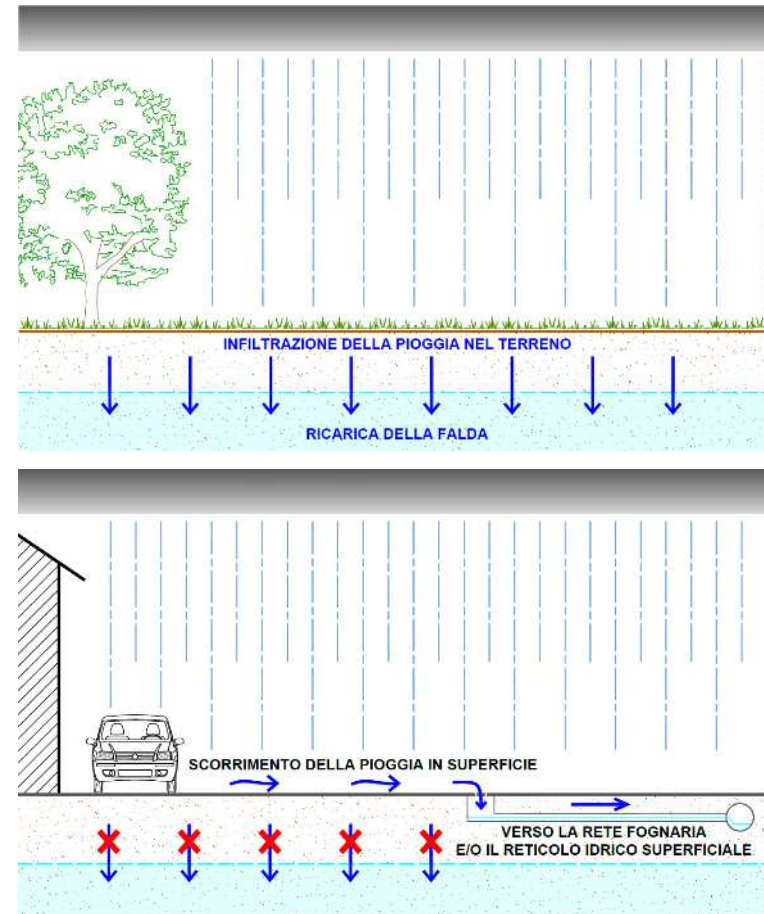 INFILTRAZIONE DELLA PIOGGIA NEL TERRENO
RICARICA DELLA FALDA
SCORRIMENTO DELLA PIOGGIA IN SUPERFICIE
VERSO LA RETE FOGNARIA
E/O IL RETICOLO IDRICO SUPERFICIALE